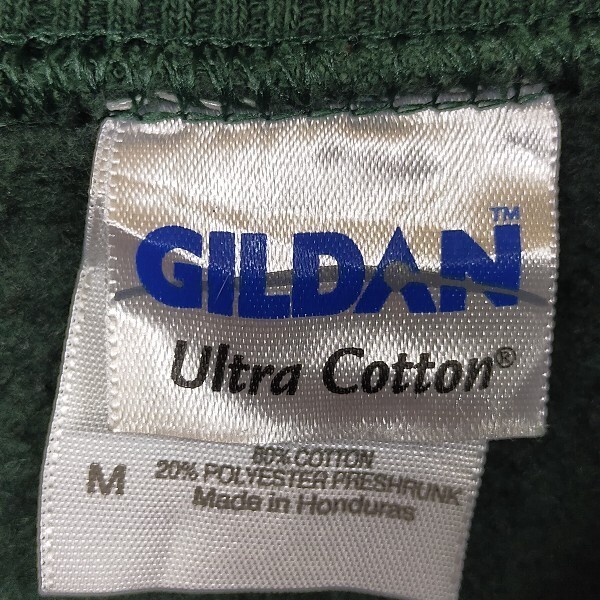 GILDAN™
Ultra Cotton®
80% COTTON
M 20% POLYESTER PRESHRUNK
Made in Honduras